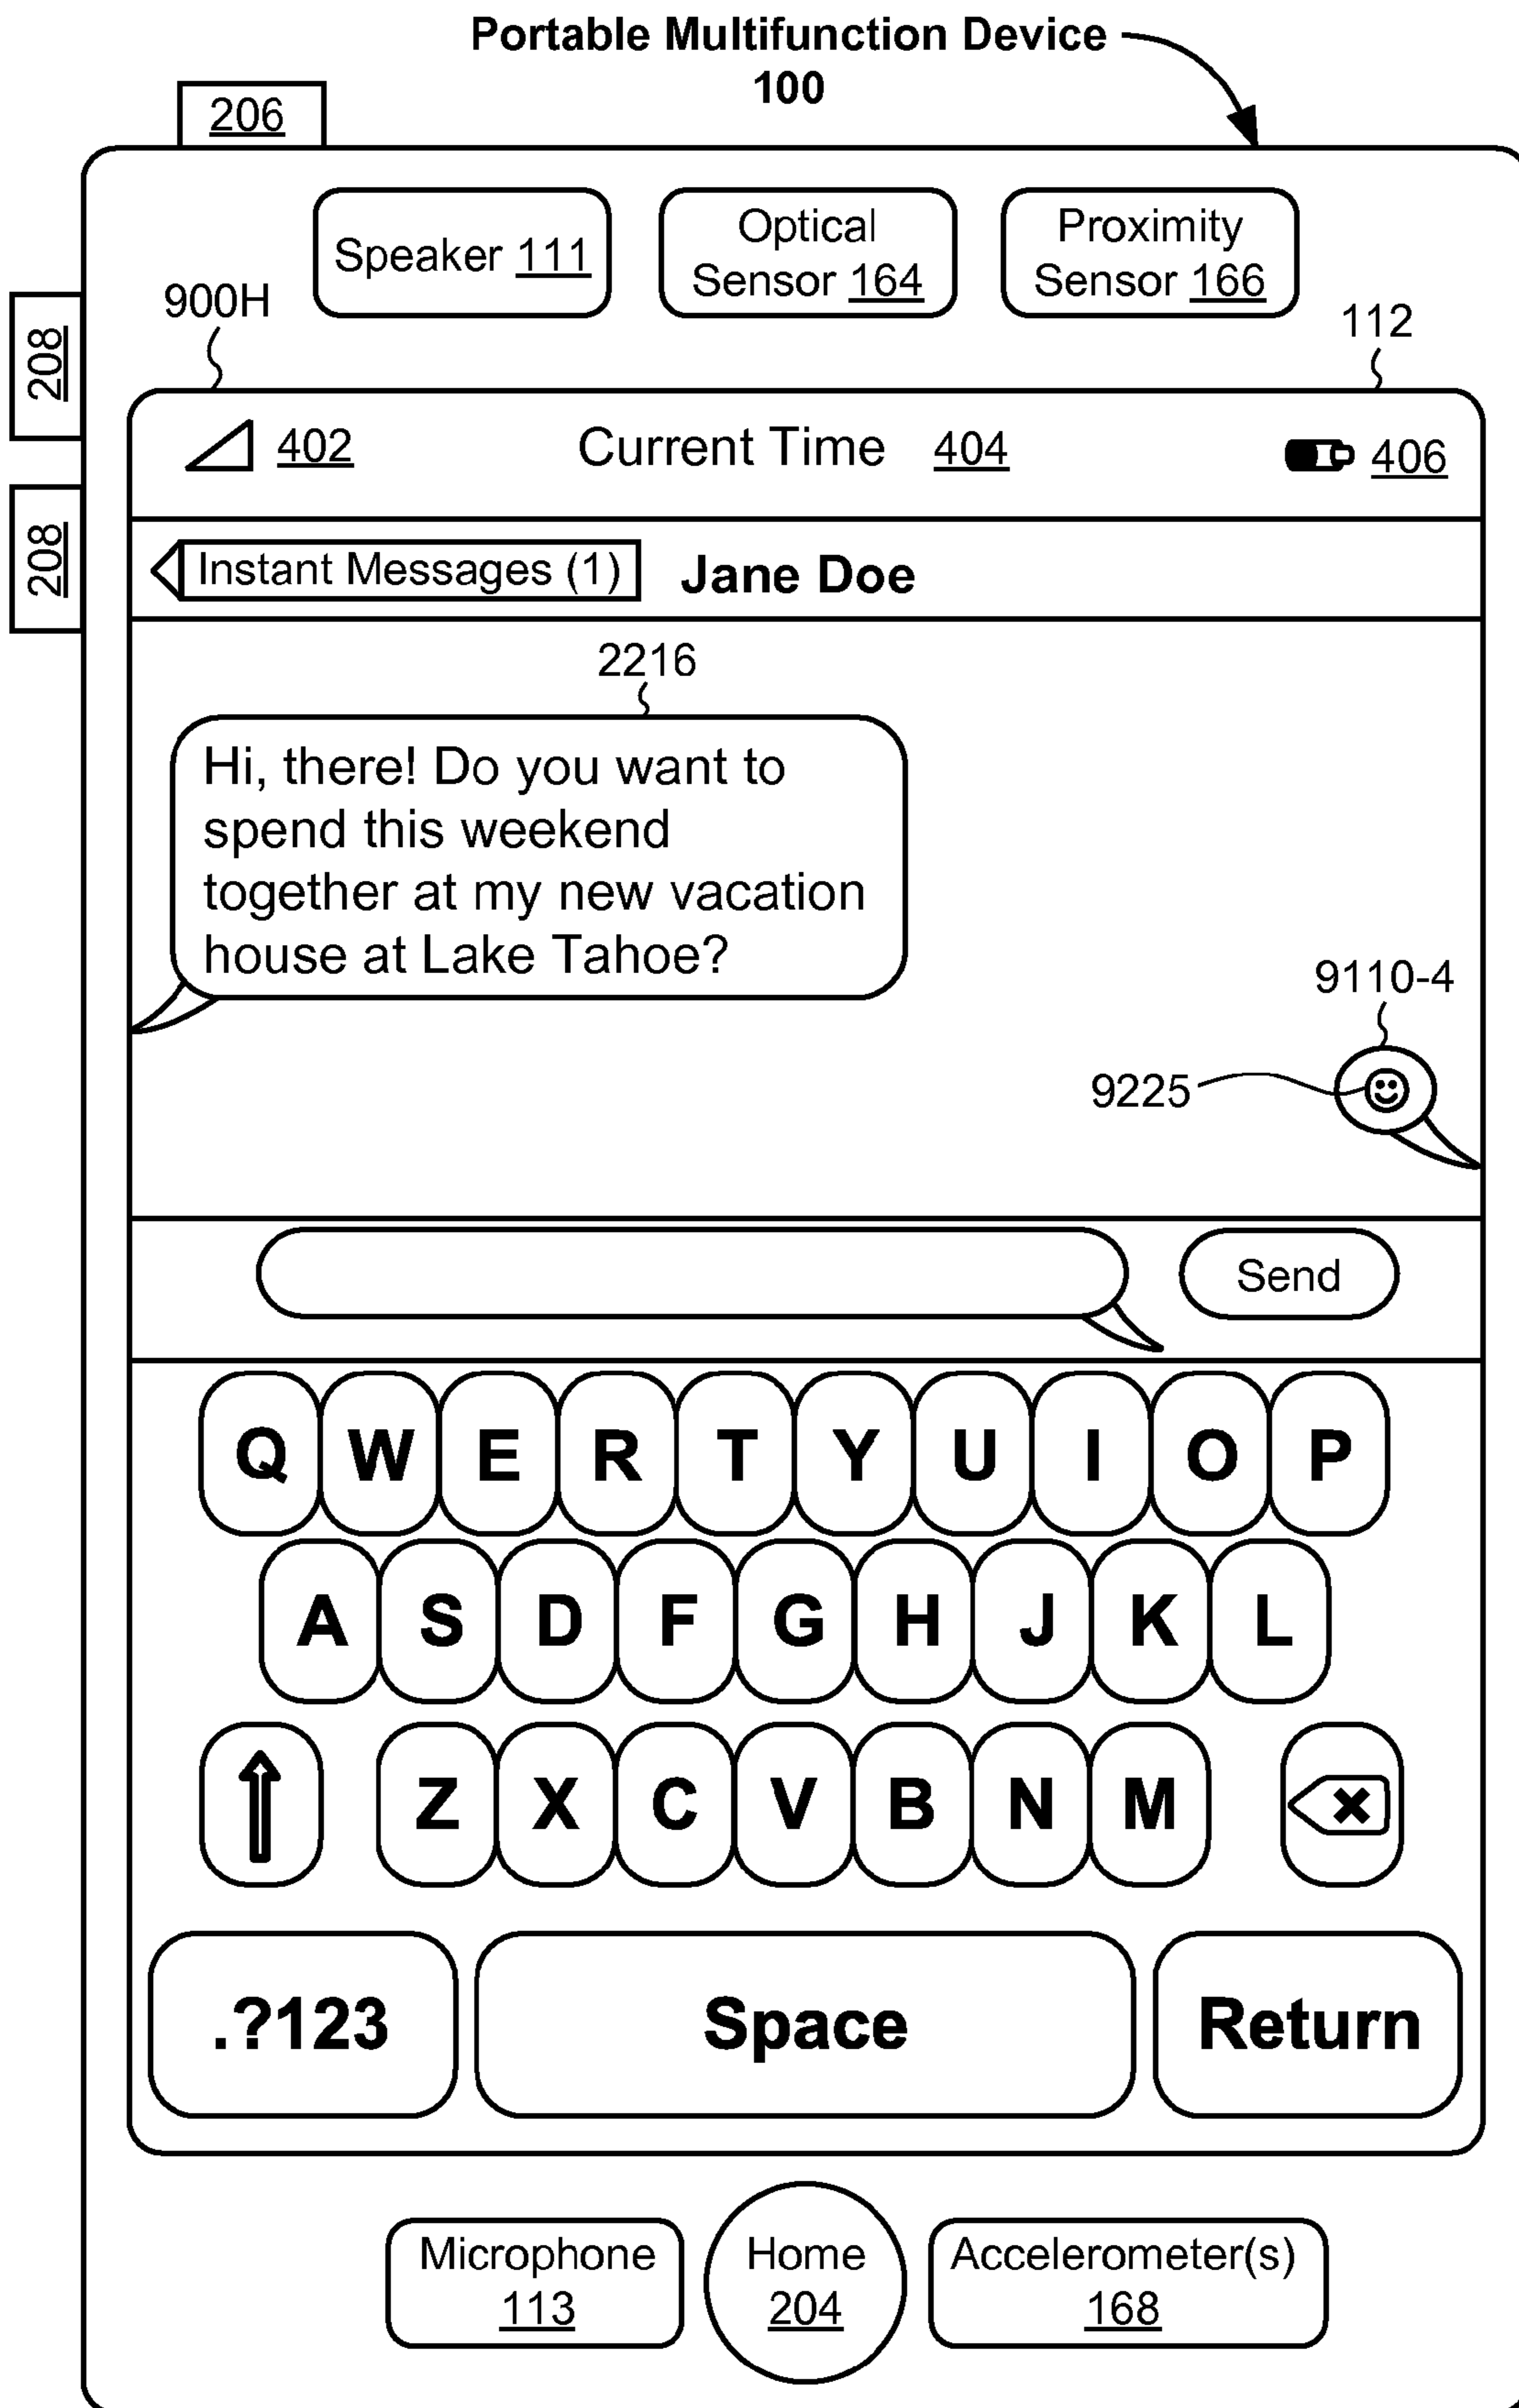 Portable Multifunction Device
100
206
Speaker 111
Optical
Sensor 164
Proximity
Sensor 166
900H
112
208
402
Current Time 404
406
208
Instant Messages (1)
Jane Doe
2216
Hi, there! Do you want to
spend this weekend
together at my new vacation
house at Lake Tahoe?
9110-4
9225
Send
Q W E R T Y U I O P
A S D F G H J K L
Z X C V B N M
.?123
Space
Return
Microphone
113
Home
204
Accelerometer(s)
168